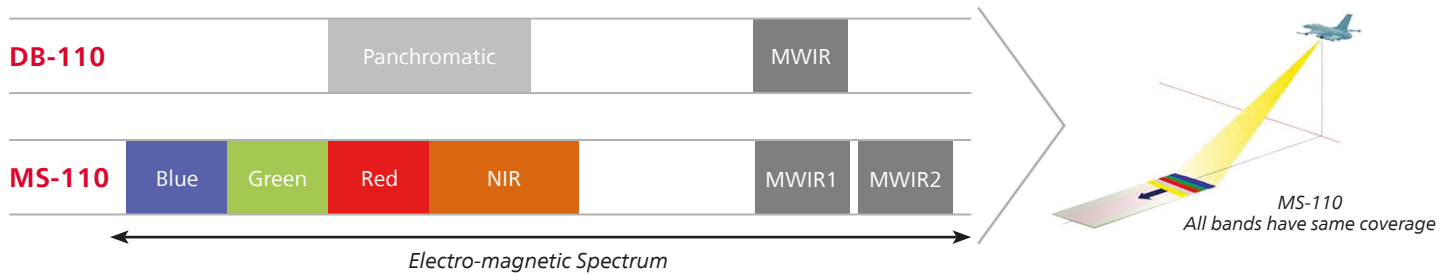 DB-110
Panchromatic
MWIR
MS-110
Blue
Green
Red
NIR
MWIR1
MWIR2
Electro-magnetic Spectrum
MS-110
All bands have same coverage